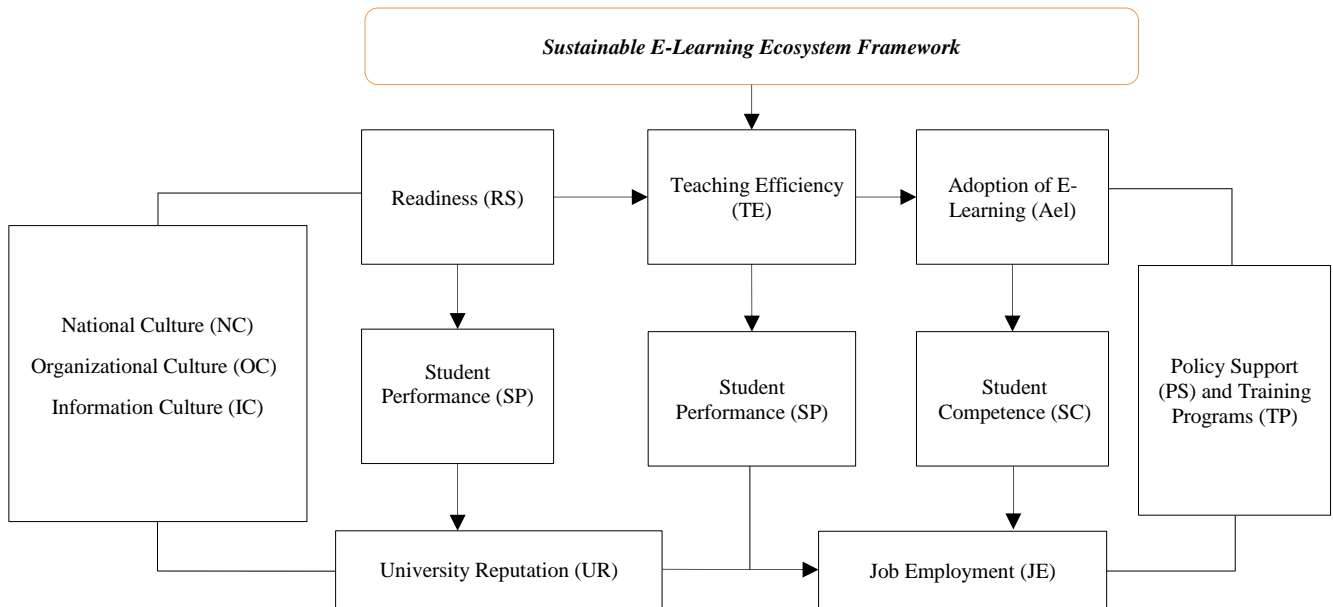 Sustainable E-Learning Ecosystem Framework
Readiness (RS)
Teaching Efficiency
(TE)
Adoption of E-
Learning (Ael)
National Culture (NC)
Organizational Culture (OC)
Information Culture (IC)
Student
Performance (SP)
Student
Performance (SP)
Student
Competence (SC)
Policy Support
(PS) and Training
Programs (TP)
University Reputation (UR)
Job Employment (JE)